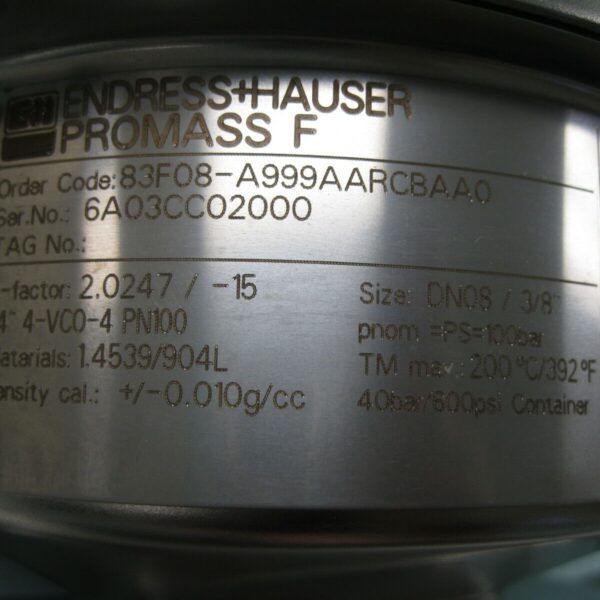 E+H ENDRESS+HAUSER
PROMASS F
Order Code: 83F08-A999AARCBAA0
Ser.No.: 6A03CC02000
TAG No.:
-factor: 2.0247 / -15
4" 4-VCO-4 PN100
aterials: 1.4539/904L
ensity cal.: +/-0.010g/cc
Size: DN08 / 3/8"
pnom =PS=100bar
TM max.: 200 °C/392 °F
40bar/600psi Container